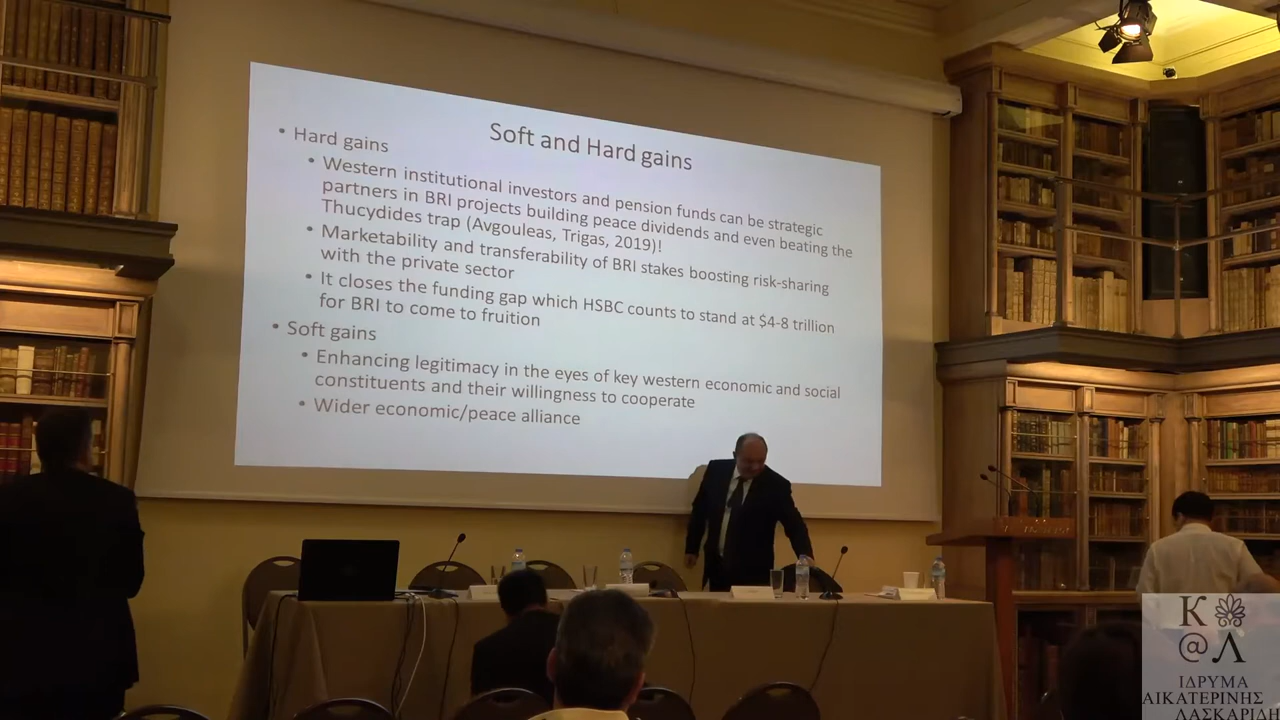 Soft and Hard gains
• Hard gains
• Western institutional investors and pension funds can be strategic
partners in BRI projects building peace dividends and even beating the
Thucydides trap (Avgouleas, Trigas, 2019)!
• Marketability and transferability of BRI stakes boosting risk-sharing
with the private sector
• It closes the funding gap which HSBC counts to stand at $4-8 trillion
for BRI to come to fruition
• Soft gains
• Enhancing legitimacy in the eyes of key western economic and social
constituents and their willingness to cooperate
• Wider economic/peace alliance
Κ
@Λ
ΙΔΡΥΜΑ
ΑΙΚΑΤΕΡΙΝΗΣ
ΛΑΣΚΑΡΙΔΗ